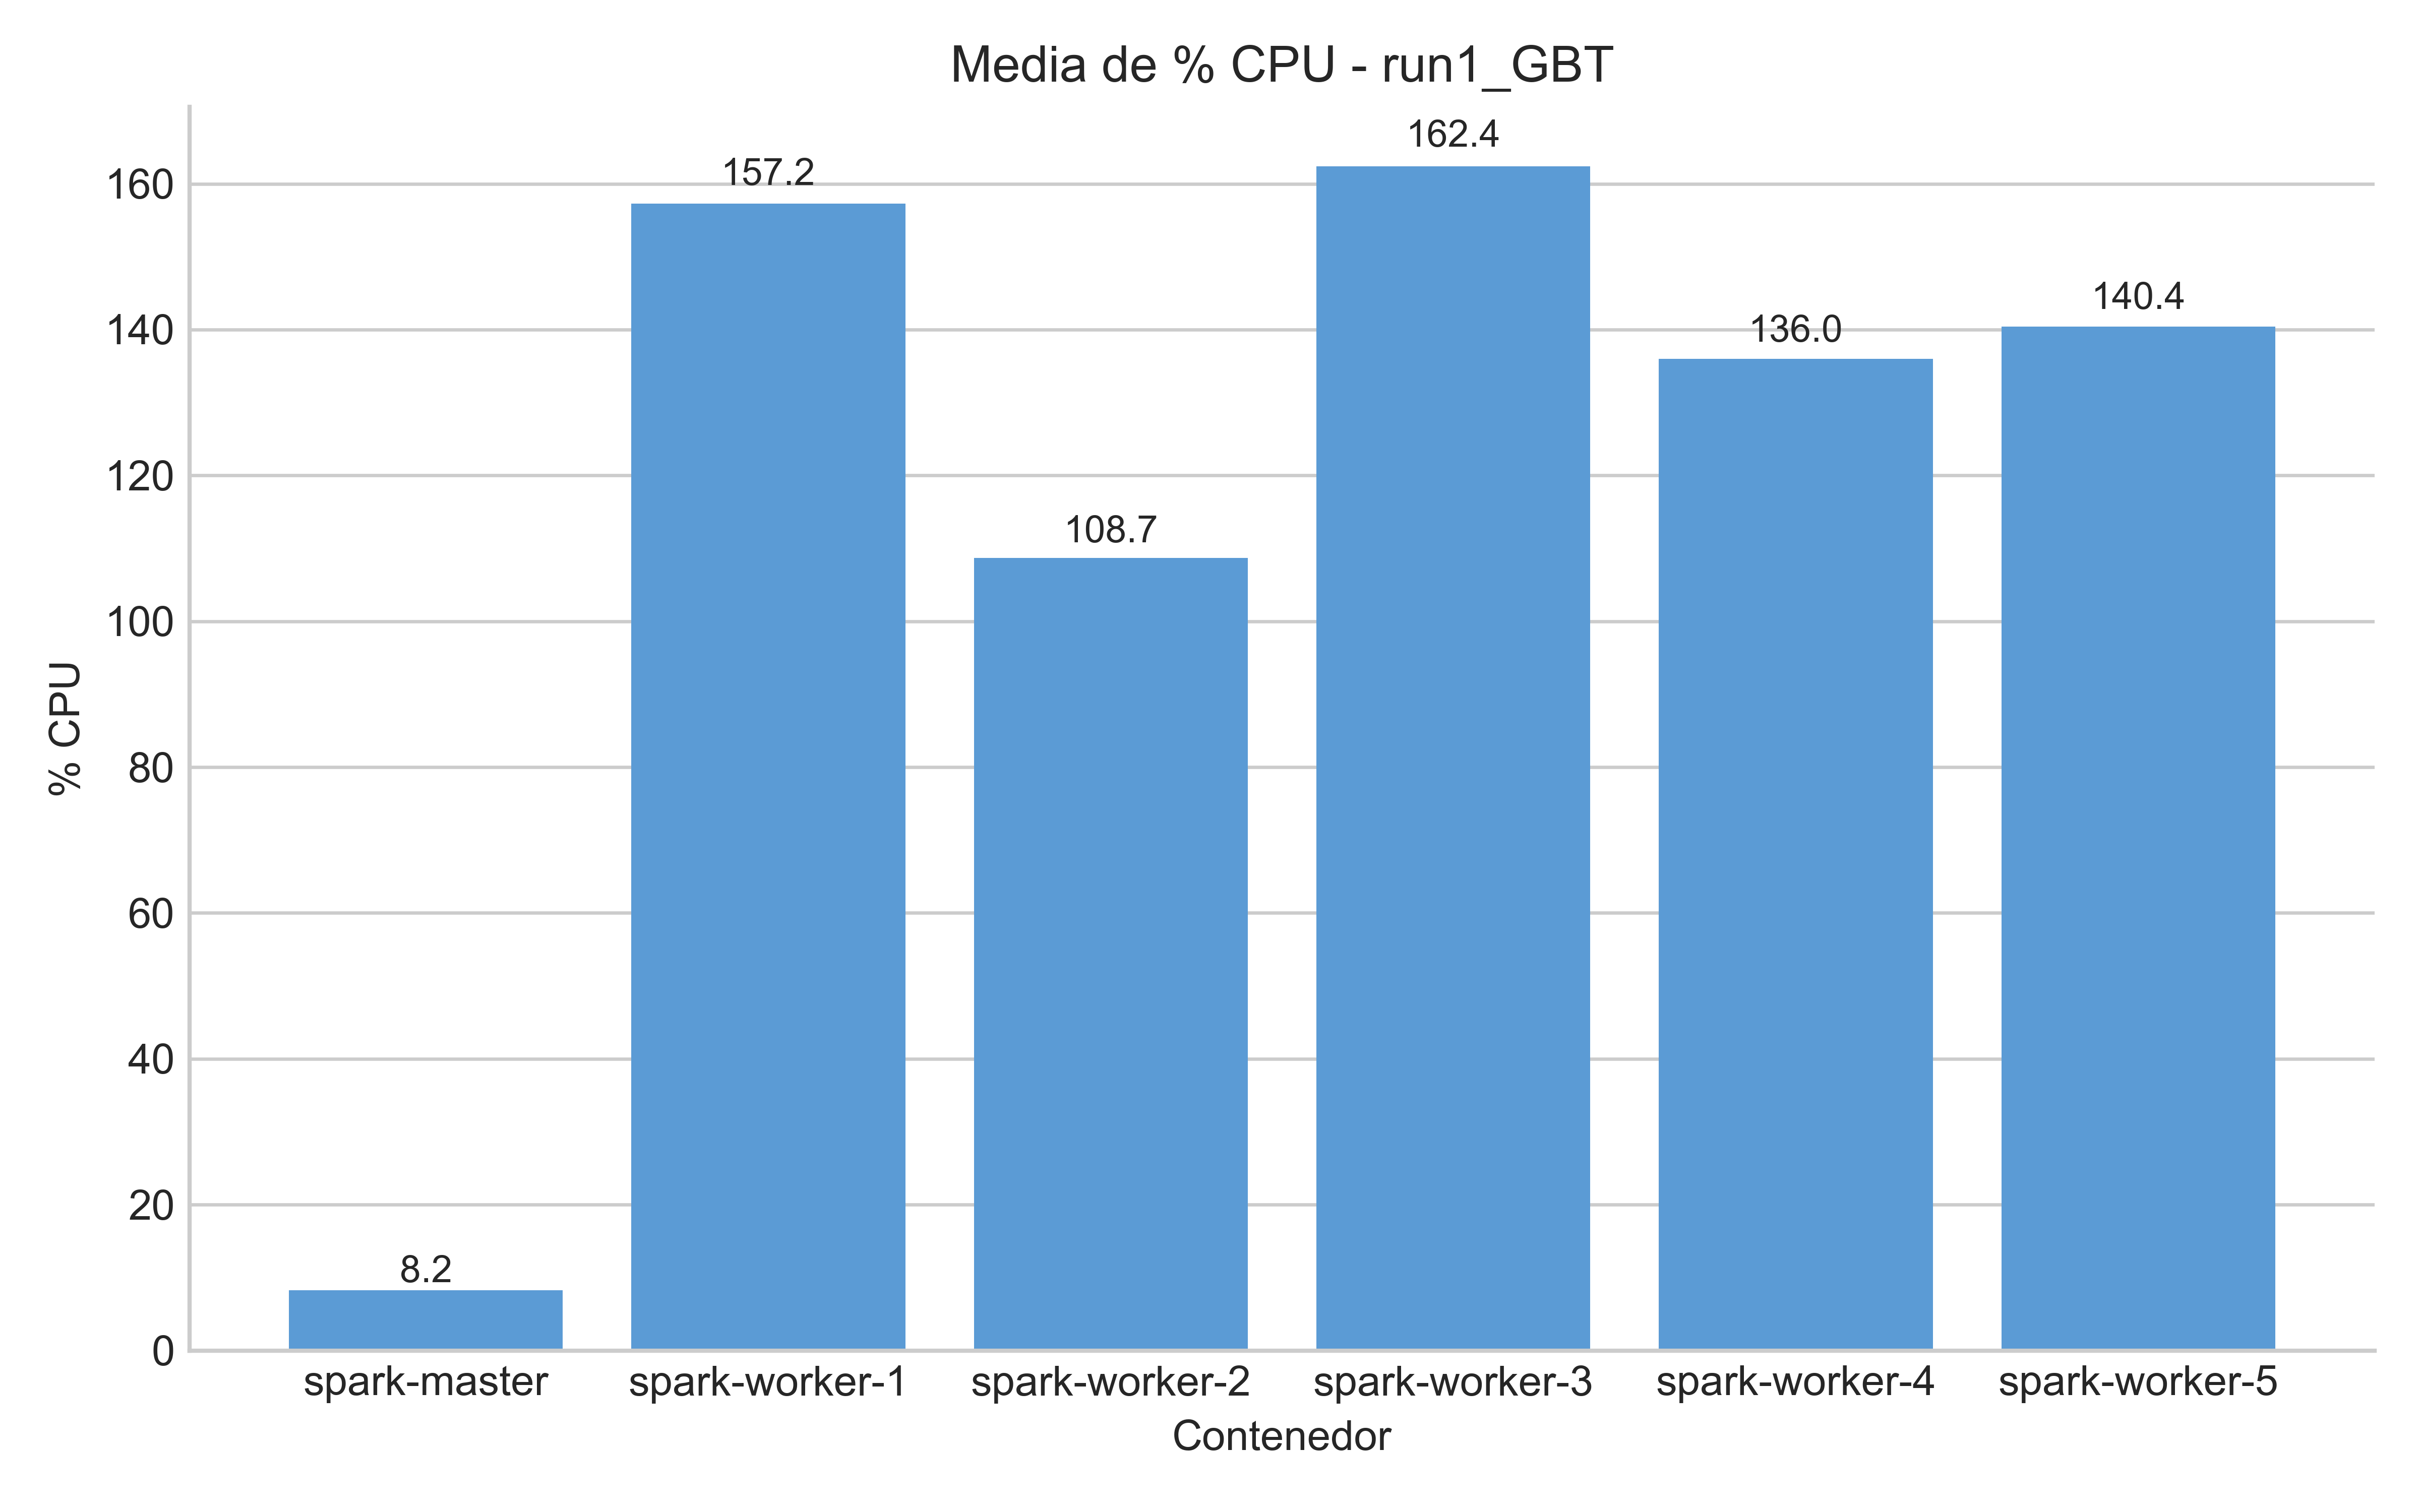 Media de % CPU - run1_GBT
% CPU
160
140
120
100
80
60
40
20
0
8.2
157.2
108.7
162.4
136.0
140.4
spark-master
spark-worker-1
spark-worker-2
spark-worker-3
spark-worker-4
spark-worker-5
Contenedor